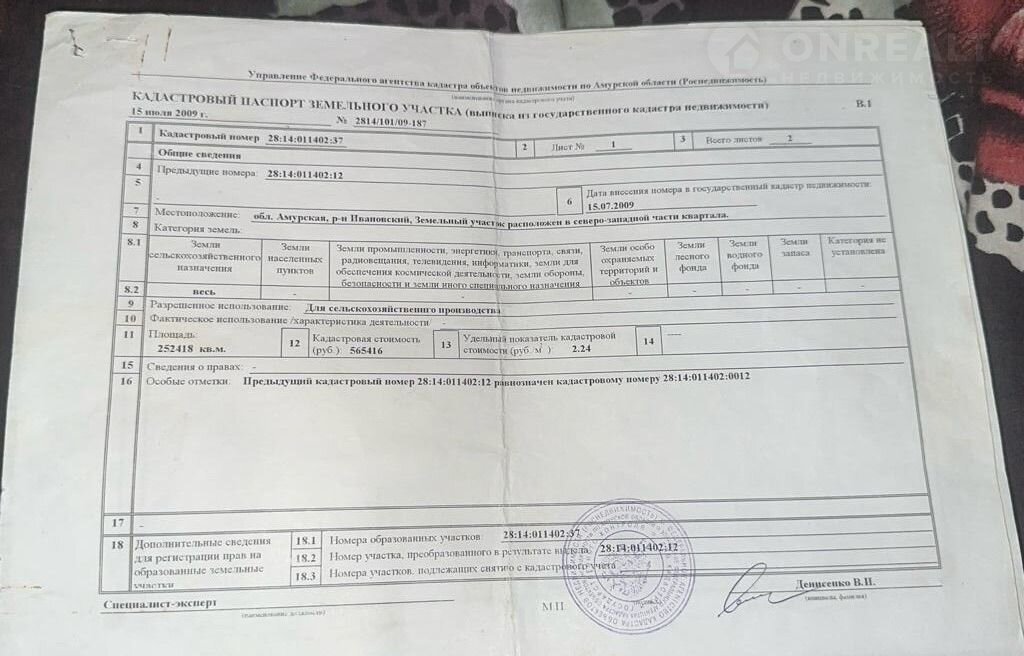 ONREALT
НЕДВИЖИМОСТЬ
Управление Федерального агентства кадастра объектов недвижимости по Амурской области (Роснедвижимость)
КАДАСТРОВЫЙ ПАСПОРТ ЗЕМЕЛЬНОГО УЧАСТКА (выписка из государственного кадастра недвижимости) В.1
15 июля 2009 г. № 2814/101/09-187
1 Кадастровый номер 28:14:011402:37 2 Лист № 1 3 Всего листов 2
Общие сведения
4 Предыдущие номера: 28:14:011402:12
5 - 6 Дата внесения номера в государственный кадастр недвижимости:
15.07.2009
7 Местоположение: обл. Амурская, р-н Ивановский, Земельный участок расположен в северо-западной части квартала.
8 Категория земель:
8.1 Земли сельскохозяйственного назначения
Земли населенных пунктов
Земли промышленности, энергетики, транспорта, связи, радиовещания, телевидения, информатики, земли для обеспечения космической деятельности, земли обороны, безопасности и земли иного специального назначения
Земли особо охраняемых территорий и объектов
Земли лесного фонда
Земли водного фонда
Земли запаса
Категория не установлена
8.2 весь - - - - - - -
9 Разрешенное использование: Для сельскохозяйственного производства
10 Фактическое использование /характеристика деятельности -
11 Площадь:
252418 кв.м.
12 Кадастровая стоимость
(руб.) 565416
13 Удельный показатель кадастровой
стоимости (руб./м²): 2.24
14 ----
15 Сведения о правах: -
16 Особые отметки: Предыдущий кадастровый номер 28:14:011402:12 равнозначен кадастровому номеру 28:14:011402:0012
17 -
18 Дополнительные сведения
для регистрации прав на
образованные земельные
участки
18.1 Номера образованных участков: 28:14:011402:37
18.2 Номер участка, преобразованного в результате выдела: 28:14:011402:12
18.3 Номера участков, подлежащих снятию с кадастрового учета
Специалист-эксперт М.П. Денисенко В.П.
(наименование должности) (подпись) (инициалы, фамилия)